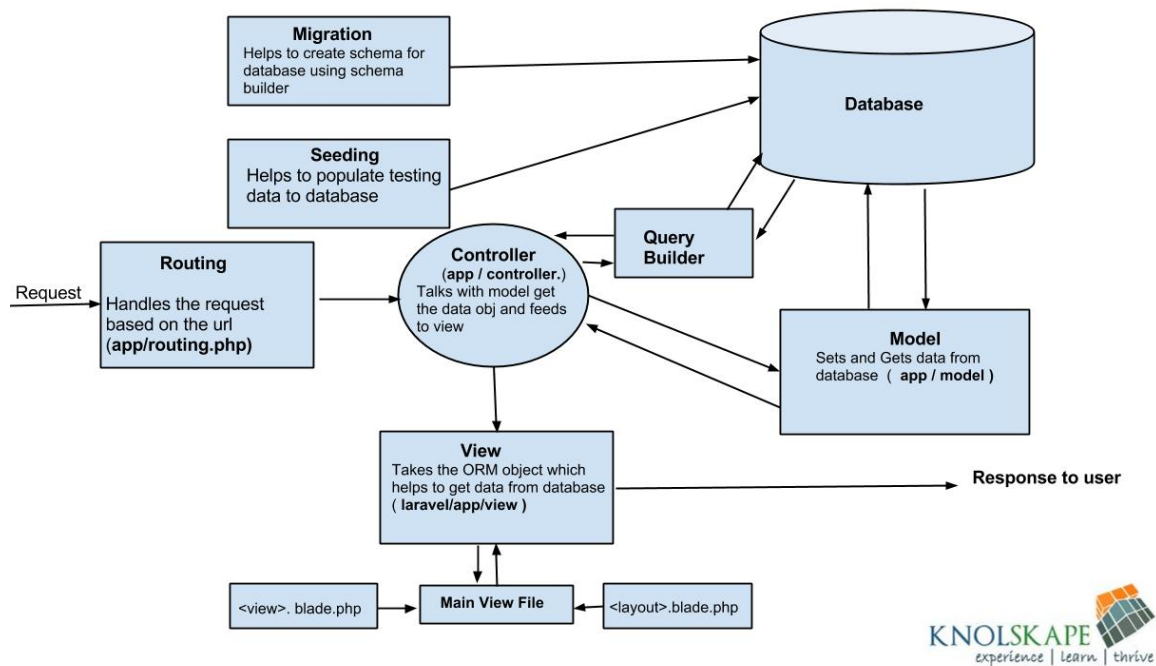 Migration
Helps to create schema for
database using schema
builder
Database
Seeding
Helps to populate testing
data to database
Query
Builder
Routing
Handles the request
based on the url
(app/routing.php)
Request
Controller
(app / controller.)
Talks with model get
the data obj and feeds
to view
Model
Sets and Gets data from
database ( app / model )
View
Takes the ORM object which
helps to get data from database
( laravel/app/view )
Response to user
<view>. blade.php
Main View File
<layout>.blade.php
KNOLSKAPE
experience | learn | thrive